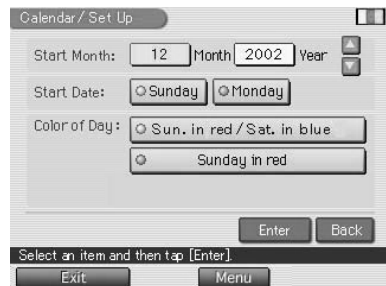 Calendar / Set Up
Start Month: 12 Month 2002 Year
Start Date: Sunday Monday
Color of Day: Sun. in red / Sat. in blue
Sunday in red
Enter Back
Select an item and then tap [Enter].
Exit Menu